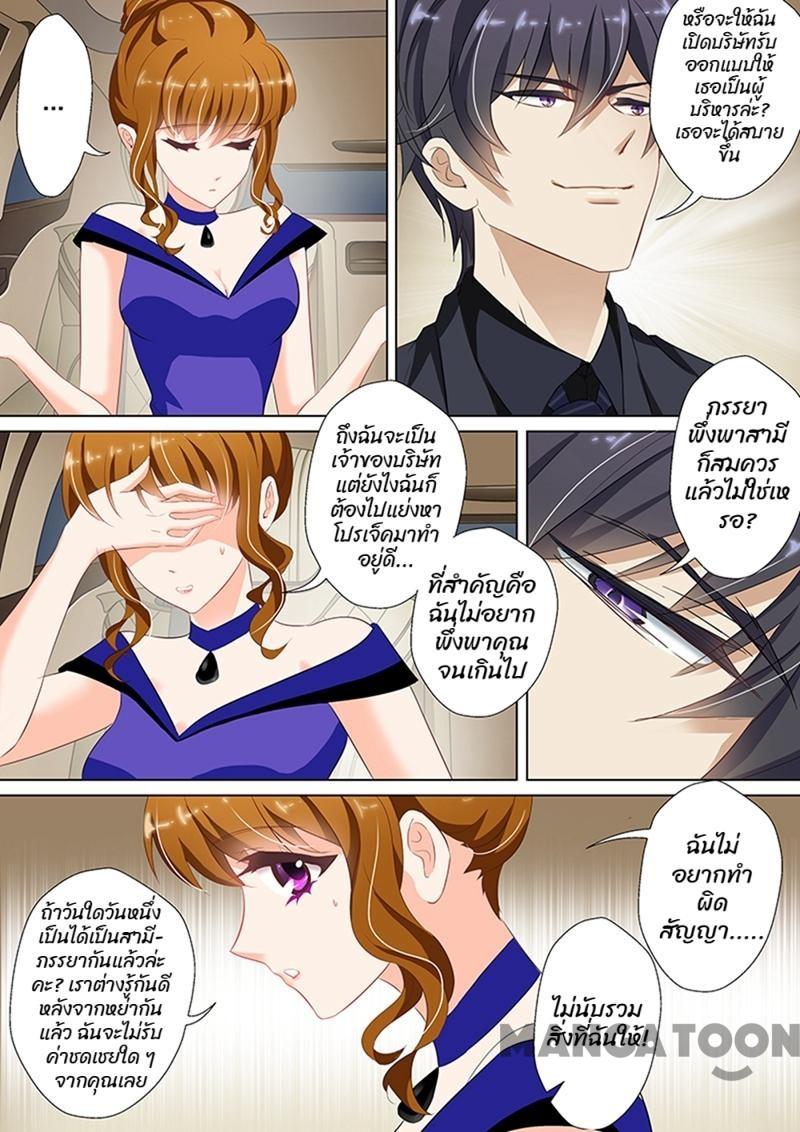 หรือจะให้ฉัน
เปิดบริษัทรับ
ออกแบบให้
เธอเป็นผู้
บริหารล่ะ?
เธอจะได้สบาย
ขึ้น
...
ภรรยา
พึ่งพาสามี
ก็สมควร
แล้วไม่ใช่เห
รอ?
ถึงฉันจะเป็น
เจ้าของบริษัท
แต่ยังไงฉันก็
ต้องไปแย่งหา
โปรเจ็คมาทำ
อยู่ดี...
ที่สำคัญคือ
ฉันไม่อยาก
พึ่งพาคุณ
จนเกินไป
ฉันไม่
อยากทำ
ผิด
สัญญา.....
ถ้าวันใดวันหนึ่ง
เป็นได้เป็นสามี-
ภรรยากันแล้วล่ะ
คะ? เราต่างรู้กันดี
หลังจากหย่ากัน
แล้ว ฉันจะไม่รับ
ค่าชดเชยใด ๆ
จากคุณเลย
ไม่นับรวม
สิ่งที่ฉันให้!
MANGATOON